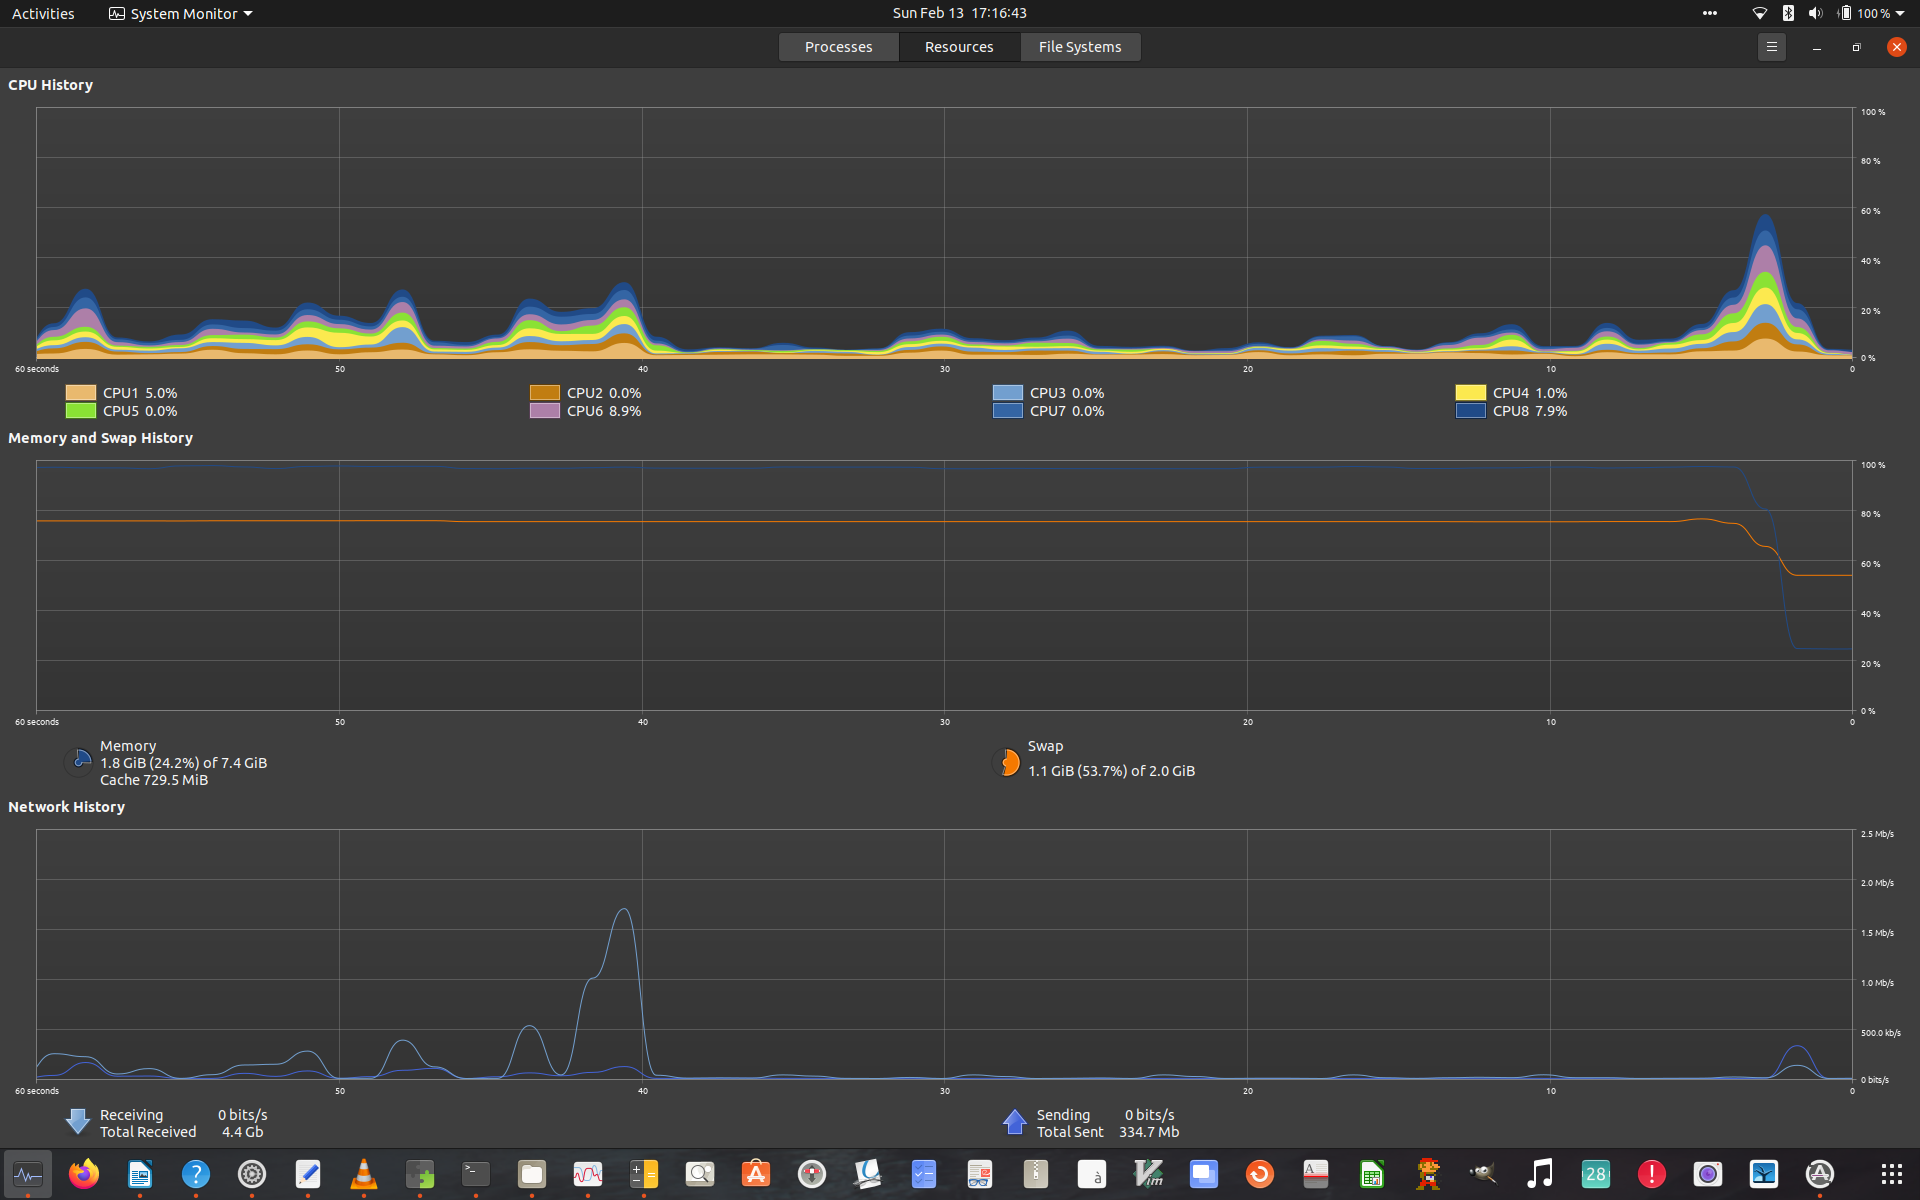 Activities
System Monitor
Sun Feb 13 17:16:43
100 %
Processes
Resources
File Systems
CPU History
100 %
80 %
60 %
40 %
20 %
0 %
60 seconds
50
40
30
20
10
0
CPU1 5.0%
CPU2 0.0%
CPU3 0.0%
CPU4 1.0%
CPU5 0.0%
CPU6 8.9%
CPU7 0.0%
CPU8 7.9%
Memory and Swap History
100 %
80 %
60 %
40 %
20 %
0 %
60 seconds
50
40
30
20
10
0
Memory
1.8 GiB (24.2%) of 7.4 GiB
Cache 729.5 MiB
Swap
1.1 GiB (53.7%) of 2.0 GiB
Network History
2.5 Mb/s
2.0 Mb/s
1.5 Mb/s
1.0 Mb/s
500.0 kb/s
0 bits/s
60 seconds
50
40
30
20
10
0
Receiving 0 bits/s
Total Received 4.4 Gb
Sending 0 bits/s
Total Sent 334.7 Mb
?
>_
A
à
Vim
A
28
!
A